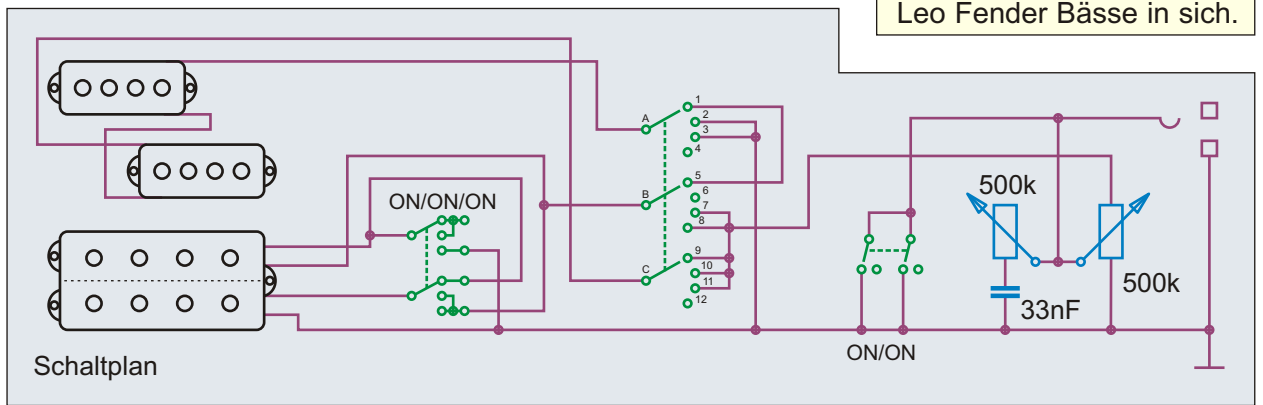 Leo Fender Bässe in sich.
A
1
2
3
4
B
5
6
7
8
C
9
10
11
12
ON/ON/ON
500k
500k
33nF
ON/ON
Schaltplan